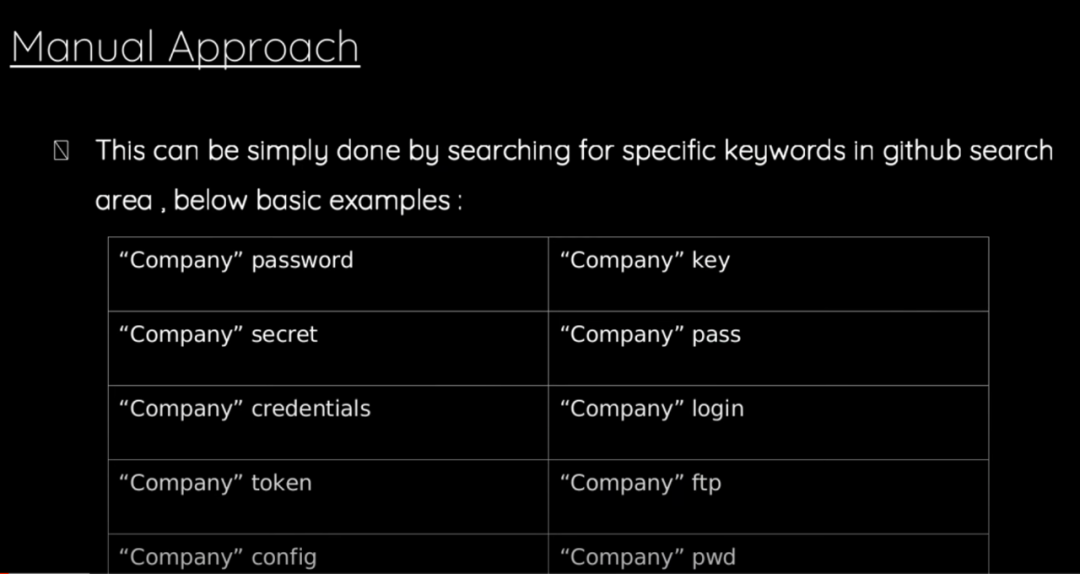 Manual Approach
This can be simply done by searching for specific keywords in github search
area , below basic examples :
“Company” password “Company” key
“Company” secret “Company” pass
“Company” credentials “Company” login
“Company” token “Company” ftp
“Company” config “Company” pwd